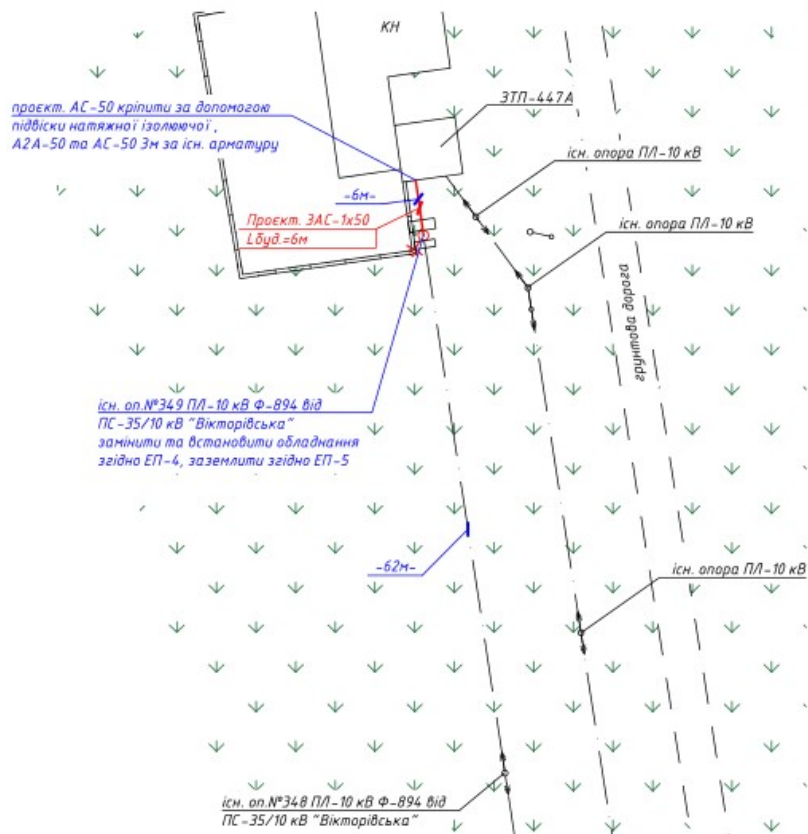 КН
проєкт. АС-50 кріпити за допомогою
підвіски натяжної ізолюючої ,
А2А-50 та АС-50 3м за існ. арматуру
ЗТП-447А
існ. опора ПЛ-10 кВ
-6м-
Проєкт. 3АС-1х50
Lбуд.=6м
існ. опора ПЛ-10 кВ
грунтова дорога
існ. оп.№349 ПЛ-10 кВ Ф-894 від
ПС-35/10 кВ "Вікторівська"
замінити та встановити обладнання
згідно ЕП-4, заземлити згідно ЕП-5
-62м-
існ. опора ПЛ-10 кВ
існ. оп.№348 ПЛ-10 кВ Ф-894 від
ПС-35/10 кВ "Вікторівська"